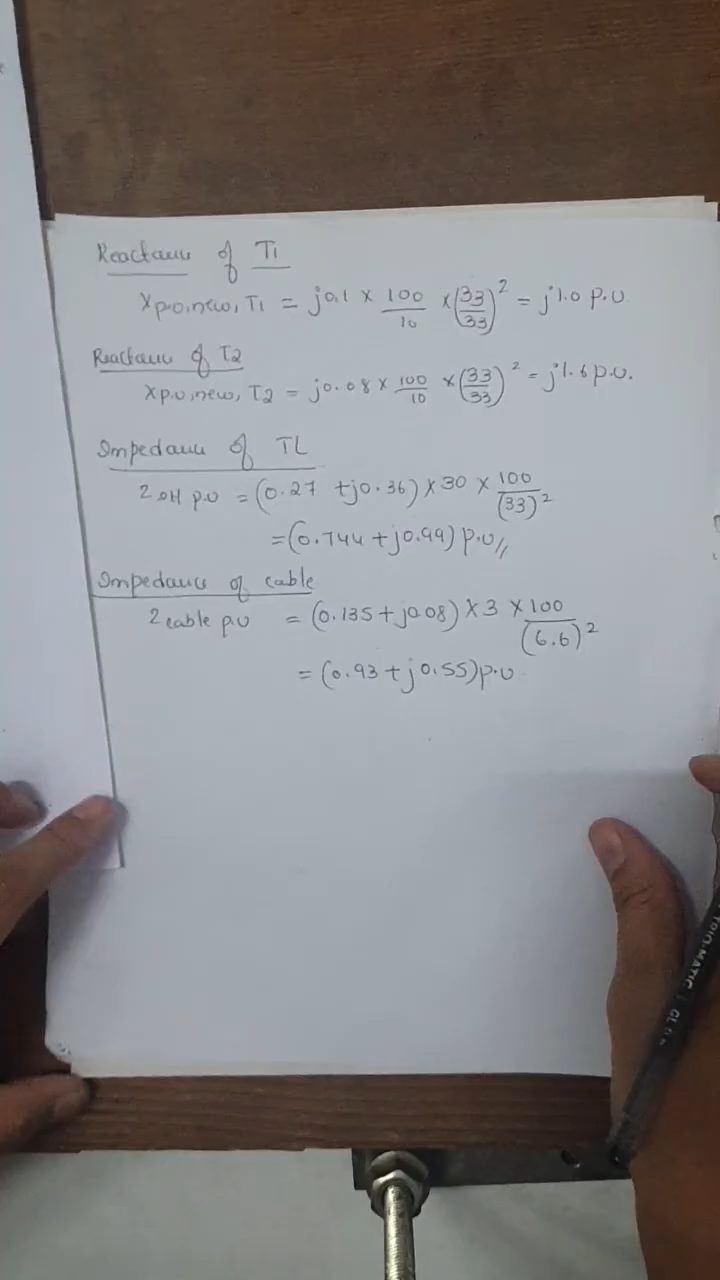 Reactance of T1
Xp.u,new, T1 = j0.1 × 100/10 × (33/33)² = j1.0 p.u
Reactance of T2
Xp.u,new, T2 = j0.08 × 100/10 × (33/33)² = j1.6 p.u.
Impedance of TL
Z OH p.u = (0.27 + j0.36) × 30 × 100/(33)²
= (0.744 + j0.99) p.u //
Impedance of cable
Z cable p.u = (0.135 + j0.08) × 3 × 100/(6.6)²
= (0.93 + j0.55) p.u